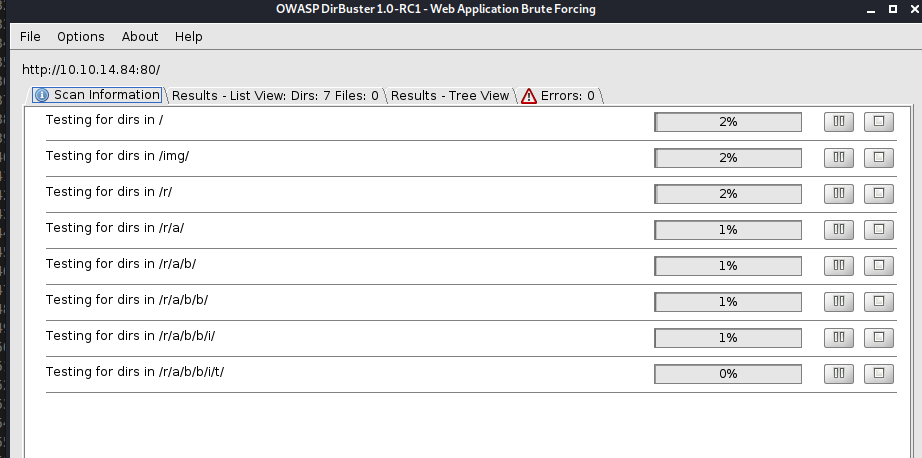 OWASP DirBuster 1.0-RC1 - Web Application Brute Forcing
File Options About Help
http://10.10.14.84:80/
Scan Information Results - List View: Dirs: 7 Files: 0 Results - Tree View Errors: 0
Testing for dirs in / 2%
Testing for dirs in /img/ 2%
Testing for dirs in /r/ 2%
Testing for dirs in /r/a/ 1%
Testing for dirs in /r/a/b/ 1%
Testing for dirs in /r/a/b/b/ 1%
Testing for dirs in /r/a/b/b/i/ 1%
Testing for dirs in /r/a/b/b/i/t/ 0%